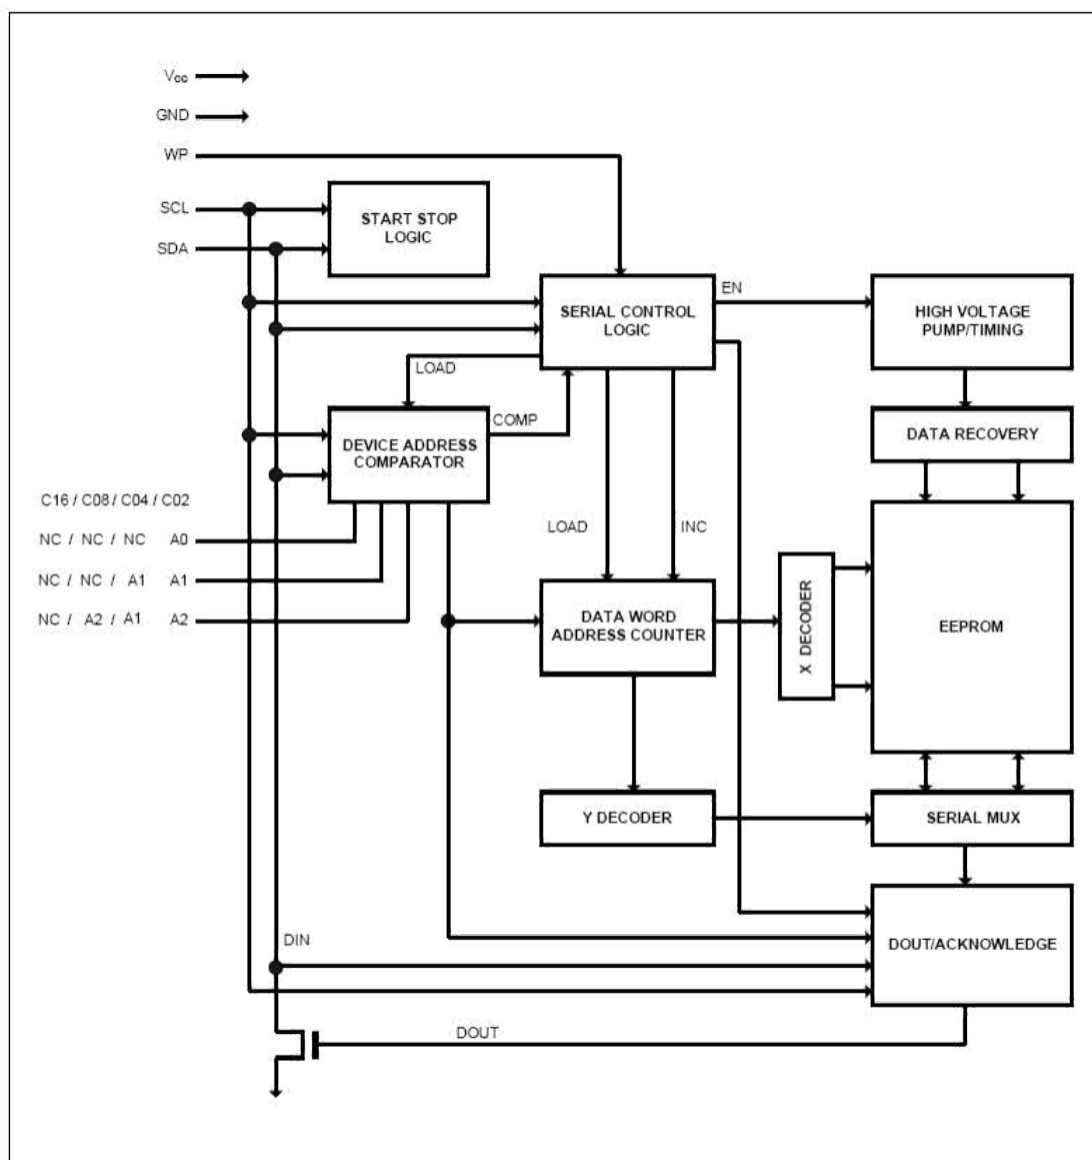 Vcc
GND
WP
SCL
SDA
START STOP
LOGIC
SERIAL CONTROL
LOGIC
EN
HIGH VOLTAGE
PUMP/TIMING
LOAD
COMP
DEVICE ADDRESS
COMPARATOR
DATA RECOVERY
C16 / C08 / C04 / C02
NC / NC / NC A0
NC / NC / A1 A1
NC / A2 / A1 A2
LOAD
INC
DATA WORD
ADDRESS COUNTER
X DECODER
EEPROM
Y DECODER
SERIAL MUX
DIN
DOUT/ACKNOWLEDGE
DOUT